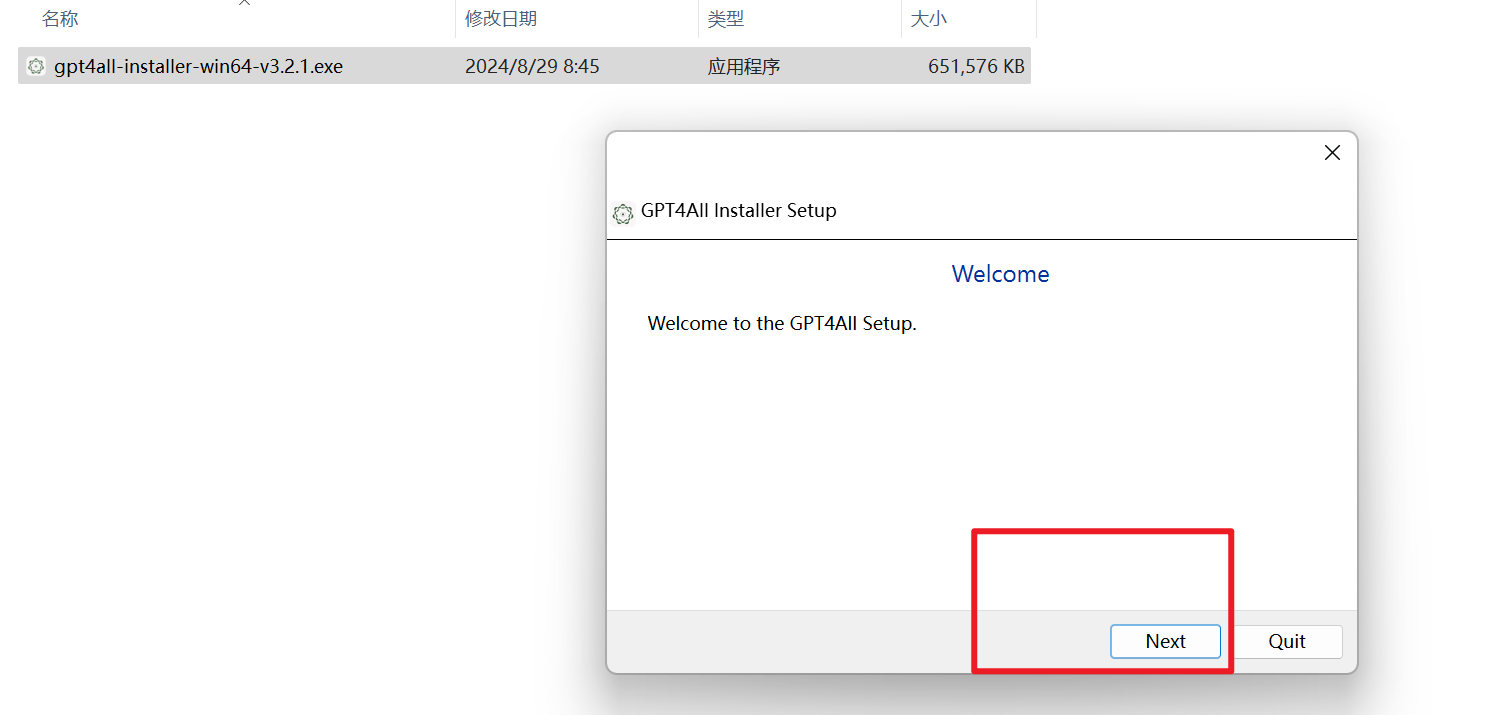 名称 修改日期 类型 大小
gpt4all-installer-win64-v3.2.1.exe 2024/8/29 8:45 应用程序 651,576 KB
GPT4All Installer Setup
Welcome
Welcome to the GPT4All Setup.
Next Quit